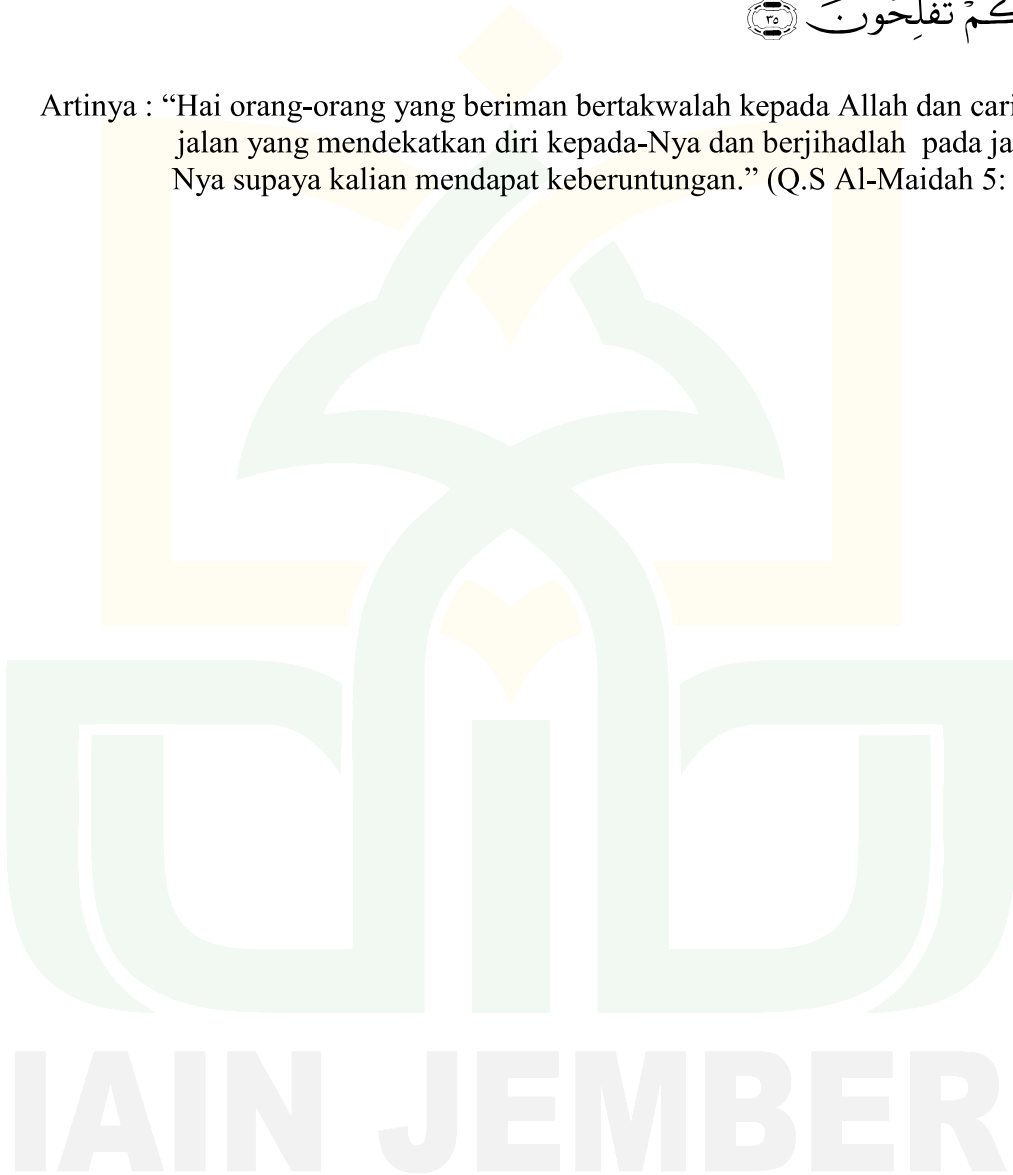 كُمْ تُفْلِحُونَ ۝٣٥
Artinya : “Hai orang-orang yang beriman bertakwalah kepada Allah dan cari
jalan yang mendekatkan diri kepada-Nya dan berjihadlah pada ja
Nya supaya kalian mendapat keberuntungan.” (Q.S Al-Maidah 5:
IAIN JEMBER